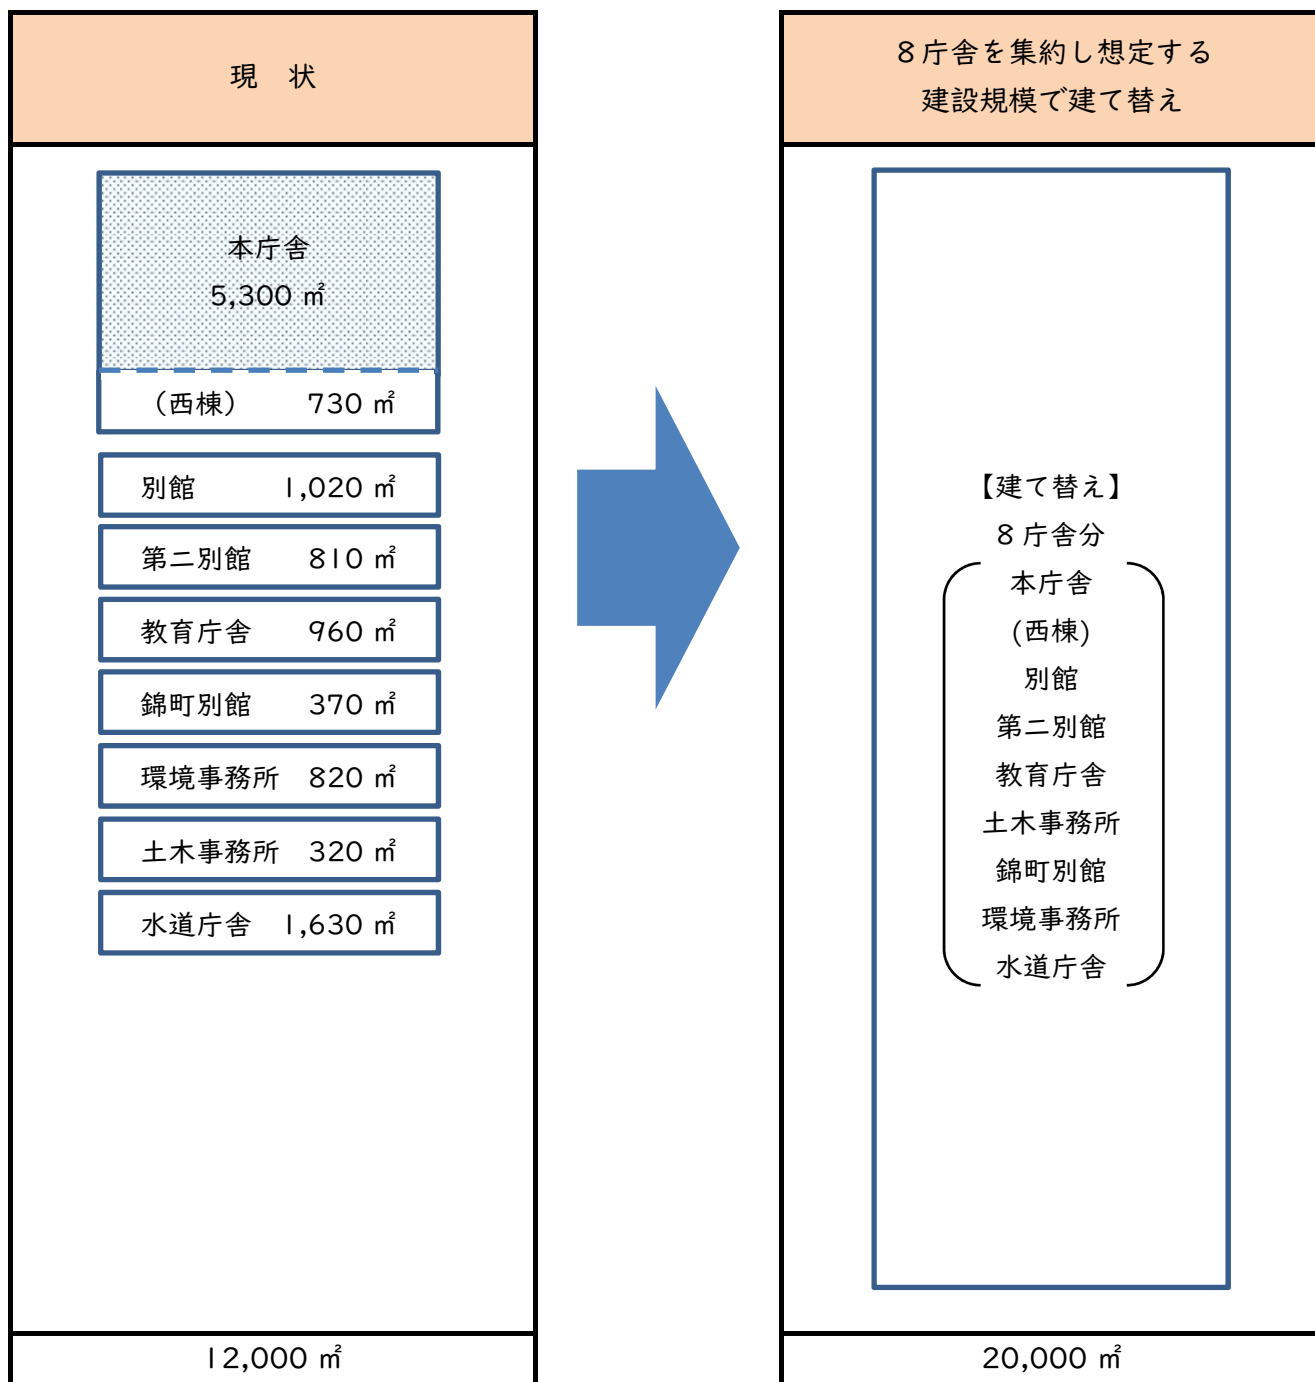 現　状
本庁舎
5,300 ㎡
（西棟）　730 ㎡
別館　1,020 ㎡
第二別館　810 ㎡
教育庁舎　960 ㎡
錦町別館　370 ㎡
環境事務所　820 ㎡
土木事務所　320 ㎡
水道庁舎　1,630 ㎡
12,000 ㎡
８庁舎を集約し想定する
建設規模で建て替え
【建て替え】
８庁舎分
本庁舎
(西棟)
別館
第二別館
教育庁舎
土木事務所
錦町別館
環境事務所
水道庁舎
20,000 ㎡